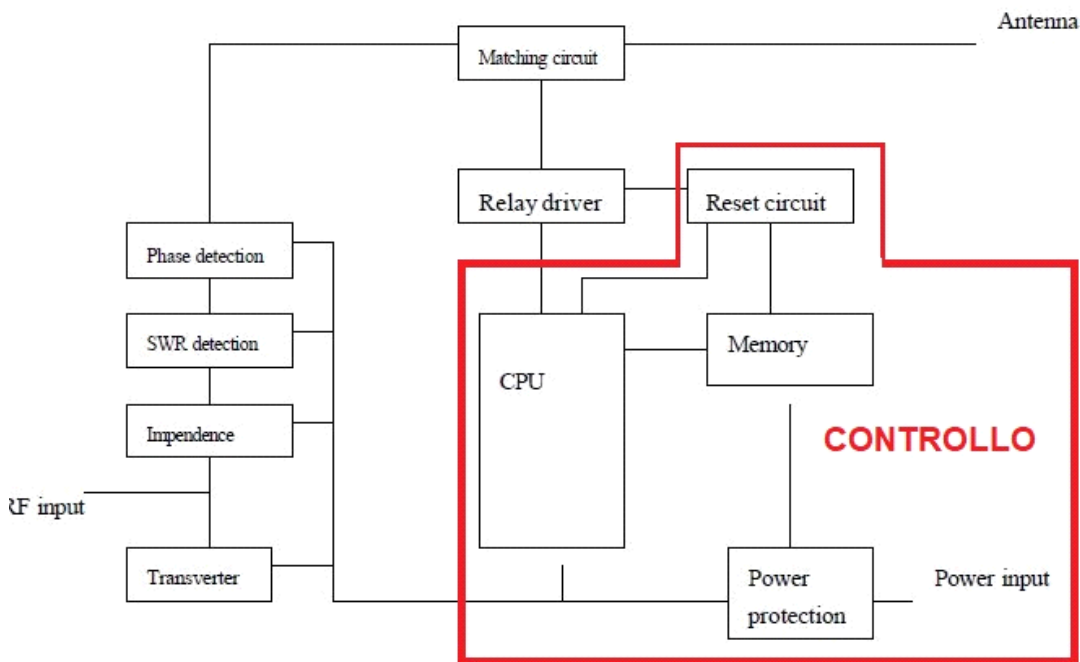 Antenna
Matching circuit
Relay driver
Reset circuit
Phase detection
SWR detection
Memory
CPU
Impendence
CONTROLLO
RF input
Transverter
Power
protection
Power input